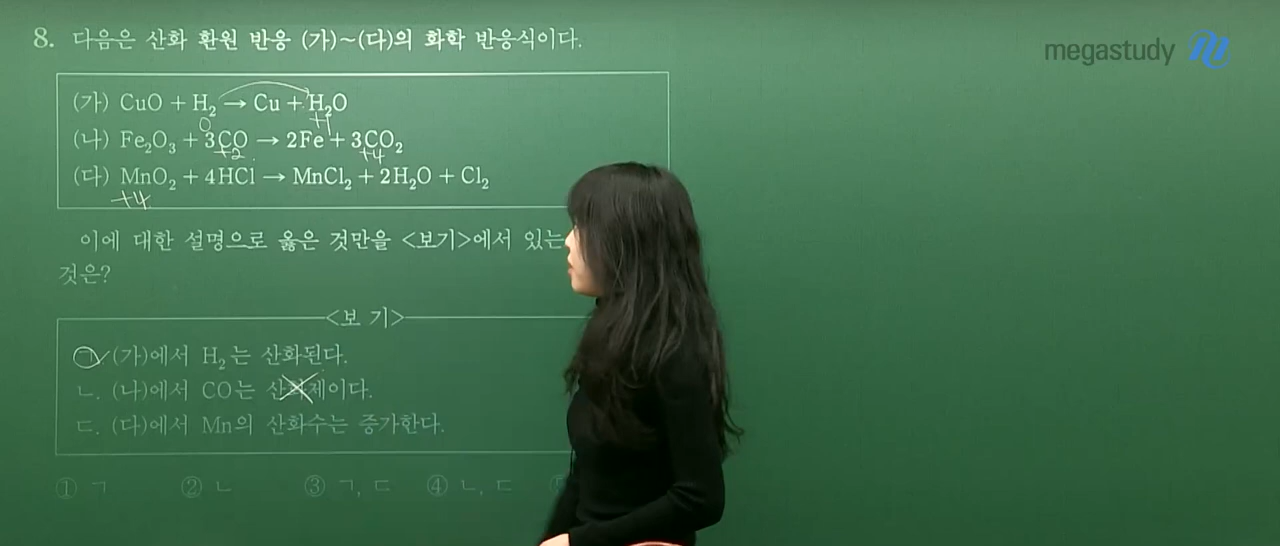 megastudy
8. 다음은 산화 환원 반응 (가)~(다)의 화학 반응식이다.
(가) CuO + H₂ → Cu + H₂O
0 +1
(나) Fe₂O₃ + 3CO → 2Fe + 3CO₂
+2 +4
(다) MnO₂ + 4HCl → MnCl₂ + 2H₂O + Cl₂
+4
이에 대한 설명으로 옳은 것만을 <보기>에서 있는
것은?
<보 기>
ㄱ. (가)에서 H₂는 산화된다.
ㄴ. (나)에서 CO는 산화제이다.
ㄷ. (다)에서 Mn의 산화수는 증가한다.
① ㄱ ② ㄴ ③ ㄱ, ㄷ ④ ㄴ, ㄷ